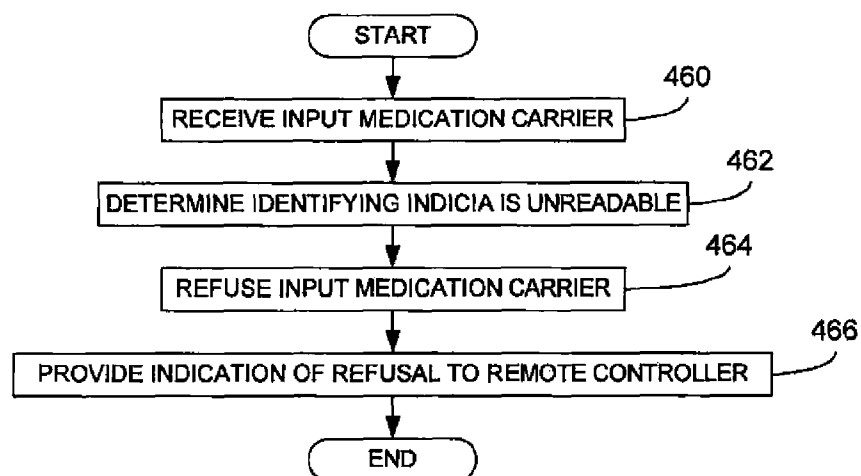 START
460
RECEIVE INPUT MEDICATION CARRIER
462
DETERMINE IDENTIFYING INDICIA IS UNREADABLE
464
REFUSE INPUT MEDICATION CARRIER
466
PROVIDE INDICATION OF REFUSAL TO REMOTE CONTROLLER
END